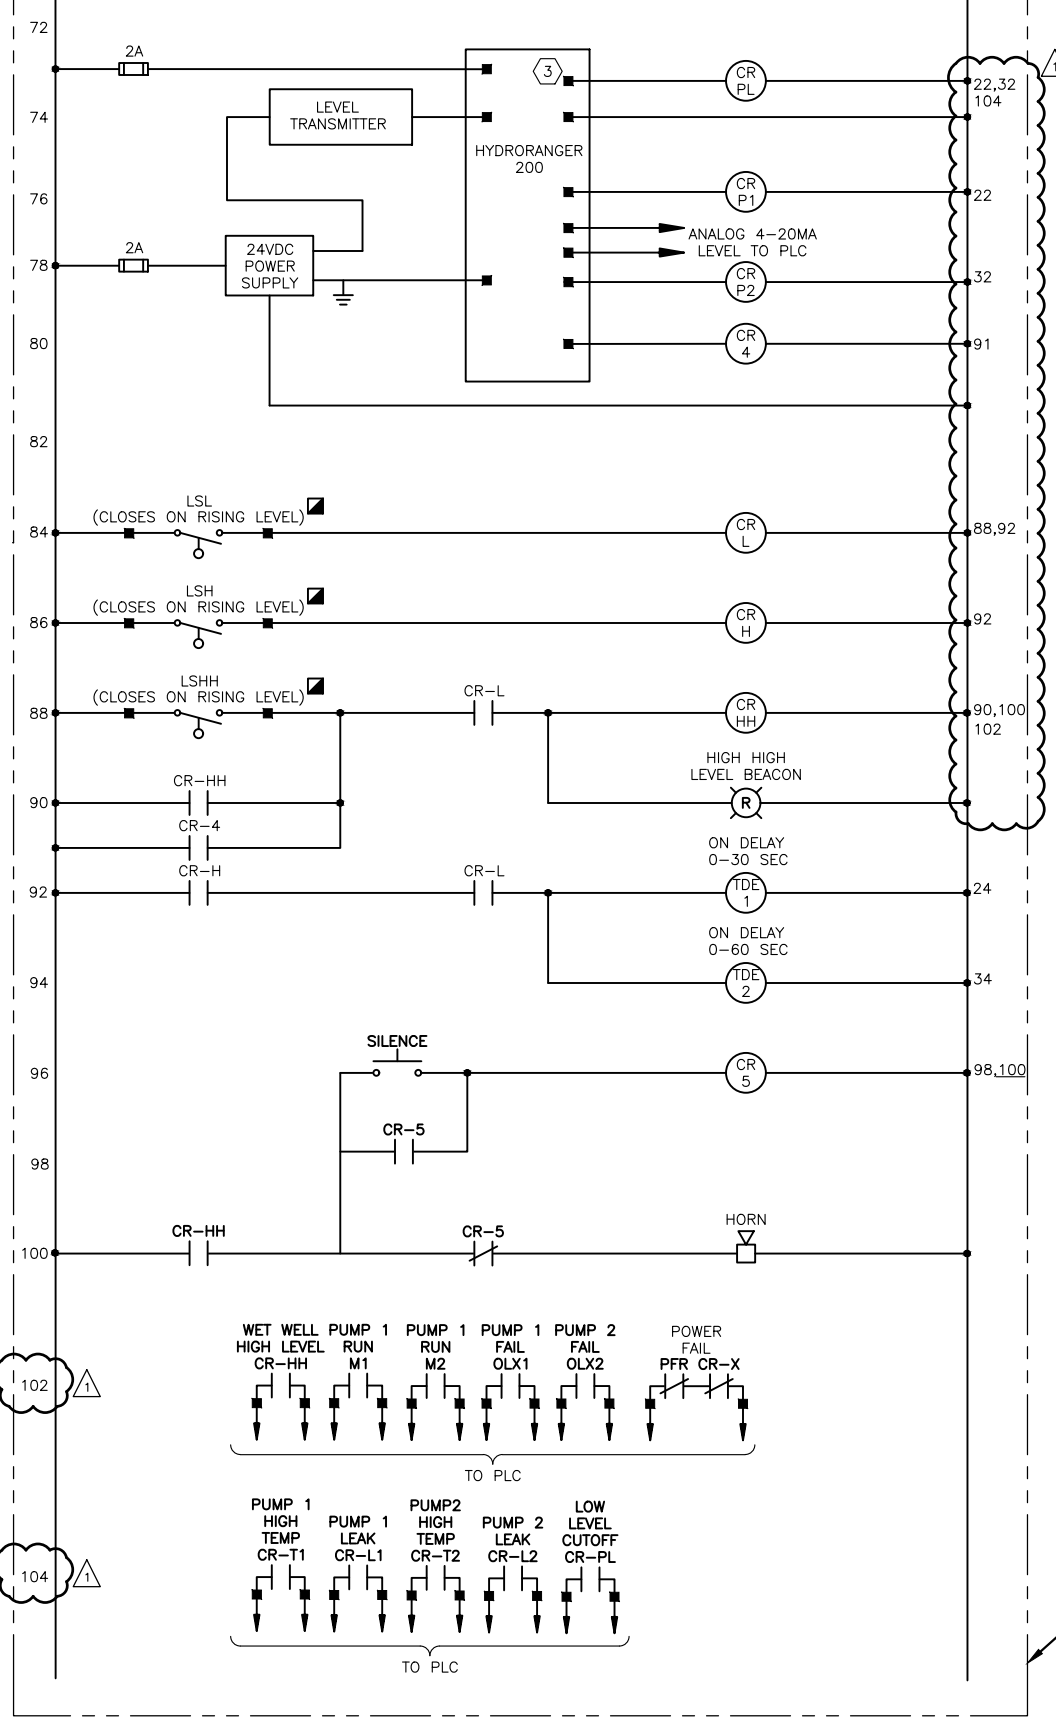 72
2A
3
CR
PL
22,32
104
1
LEVEL
TRANSMITTER
74
HYDRORANGER
200
76
CR
P1
22
ANALOG 4-20MA
LEVEL TO PLC
2A
78
24VDC
POWER
SUPPLY
CR
P2
32
80
CR
4
91
82
LSL
(CLOSES ON RISING LEVEL)
84
CR
L
88,92
LSH
(CLOSES ON RISING LEVEL)
86
CR
H
92
LSHH
(CLOSES ON RISING LEVEL)
88
CR-L
CR
HH
90,100
102
HIGH HIGH
LEVEL BEACON
CR-HH
90
R
CR-4
ON DELAY
0-30 SEC
CR-H
CR-L
92
TDE
1
24
ON DELAY
0-60 SEC
94
TDE
2
34
SILENCE
96
CR
5
98,100
CR-5
98
CR-HH
CR-5
HORN
100
WET WELL
HIGH LEVEL
CR-HH
PUMP 1
RUN
M1
PUMP 1
RUN
M2
PUMP 1
FAIL
OLX1
PUMP 2
FAIL
OLX2
POWER
FAIL
PFR CR-X
102
1
TO PLC
PUMP 1
HIGH
TEMP
CR-T1
PUMP 1
LEAK
CR-L1
PUMP2
HIGH
TEMP
CR-T2
PUMP 2
LEAK
CR-L2
LOW
LEVEL
CUTOFF
CR-PL
104
1
TO PLC